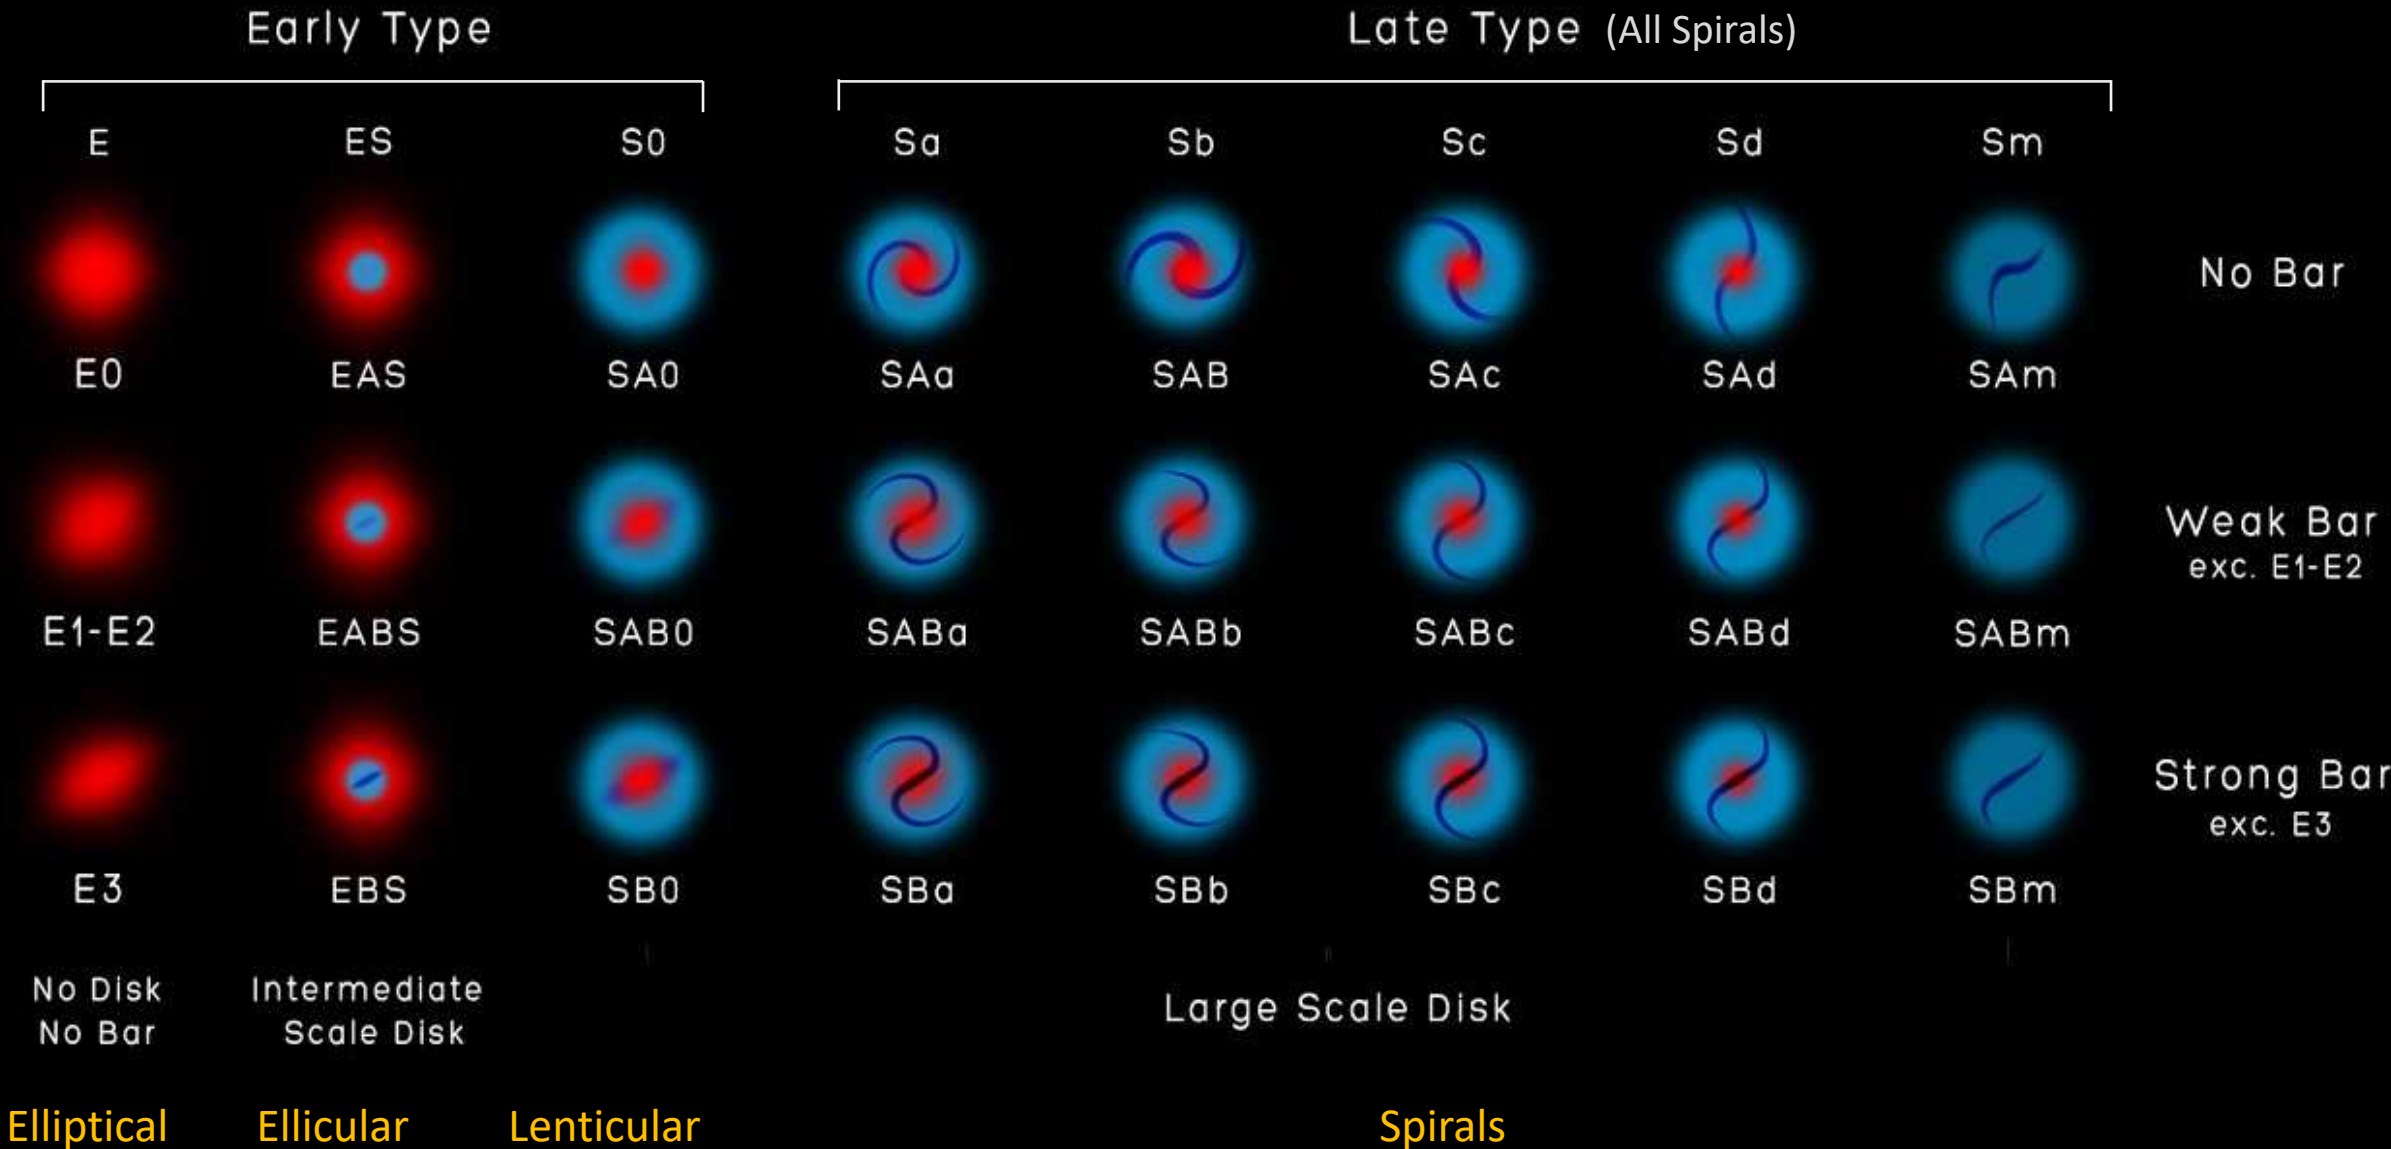 Early Type
Late Type (All Spirals)
E ES S0 Sa Sb Sc Sd Sm
No Bar
E0 EAS SA0 SAa SAB SAc SAd SAm
Weak Bar
exc. E1-E2
E1-E2 EABS SAB0 SABa SABb SABc SABd SABm
Strong Bar
exc. E3
E3 EBS SB0 SBa SBb SBc SBd SBm
No Disk
No Bar
Intermediate
Scale Disk
Large Scale Disk
Elliptical Ellicular Lenticular Spirals